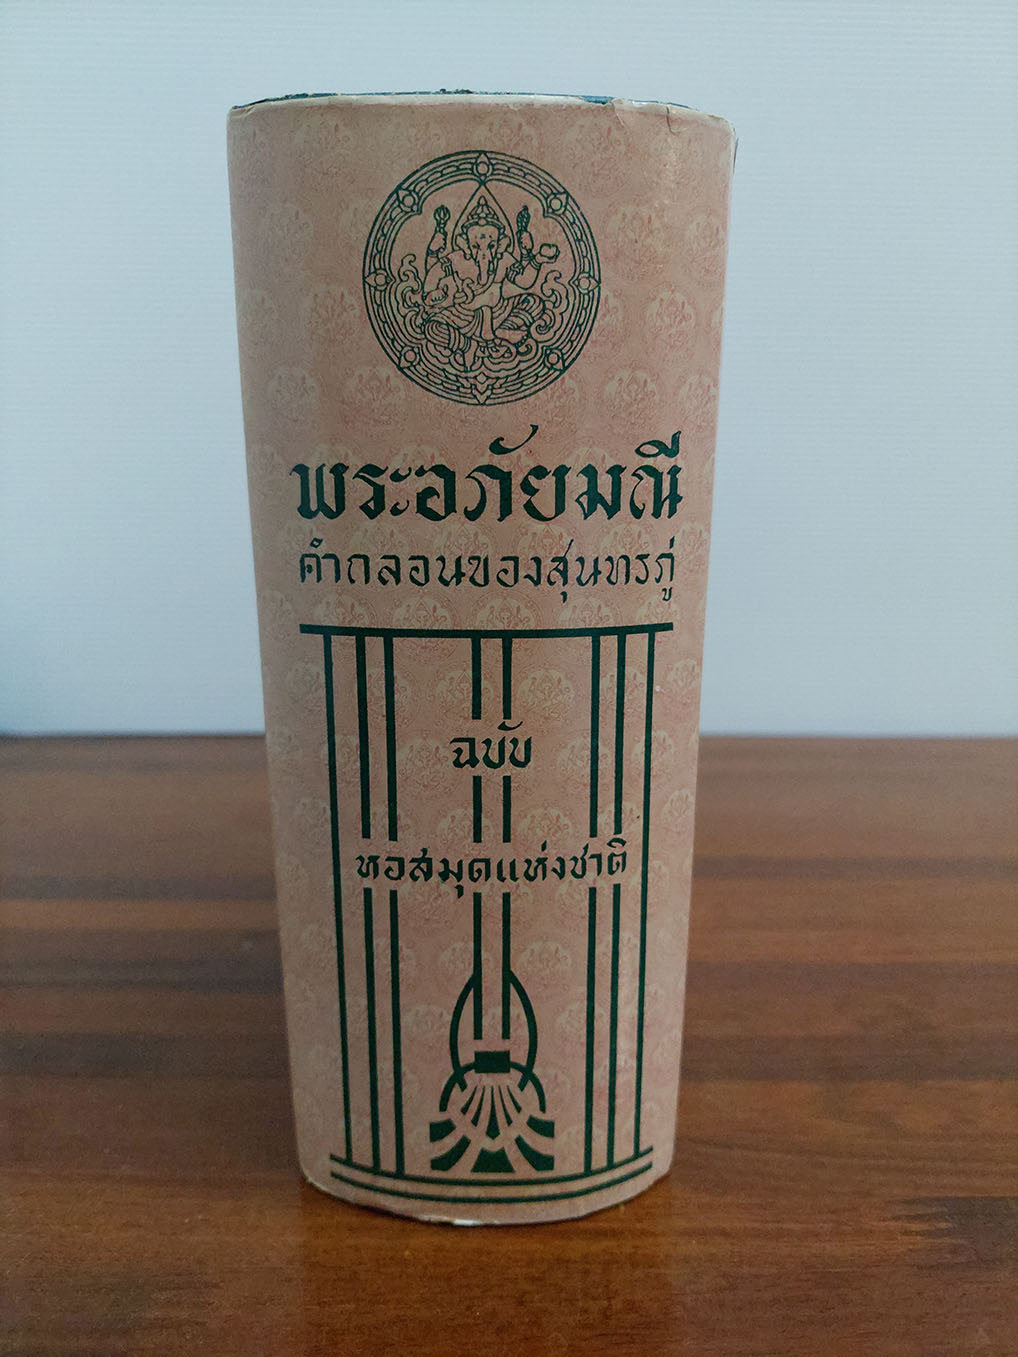 พระอภัยมณี
คำกลอนของสุนทรภู่
ฉบับ
หอสมุดแห่งชาติ